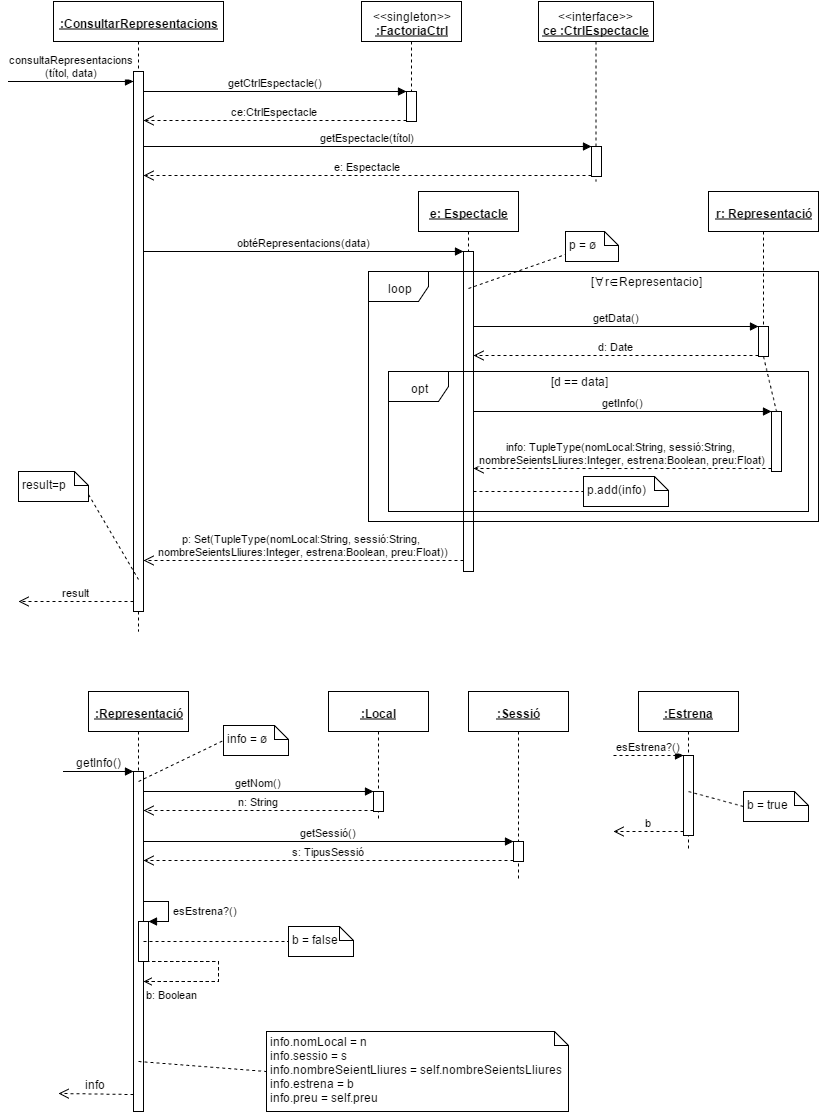 :ConsultarRepresentacions
<<singleton>>
:FactoriaCtrl
<<interface>>
ce :CtrlEspectacle
consultaRepresentacions
(títol, data)
getCtrlEspectacle()
ce:CtrlEspectacle
getEspectacle(títol)
e: Espectacle
e: Espectacle
r: Representació
obtéRepresentacions(data)
p = ø
loop
[∀r∈Representacio]
getData()
d: Date
opt
[d == data]
getInfo()
info: TupleType(nomLocal:String, sessió:String,
nombreSeientsLliures:Integer, estrena:Boolean, preu:Float)
p.add(info)
result=p
p: Set(TupleType(nomLocal:String, sessió:String,
nombreSeientsLliures:Integer, estrena:Boolean, preu:Float))
result
:Representació
:Local
:Sessió
:Estrena
info = ø
getInfo()
esEstrena?()
getNom()
n: String
b = true
b
getSessió()
s: TipusSessió
esEstrena?()
b = false
b: Boolean
info.nomLocal = n
info.sessio = s
info.nombreSeientLliures = self.nombreSeientsLliures
info.estrena = b
info.preu = self.preu
info